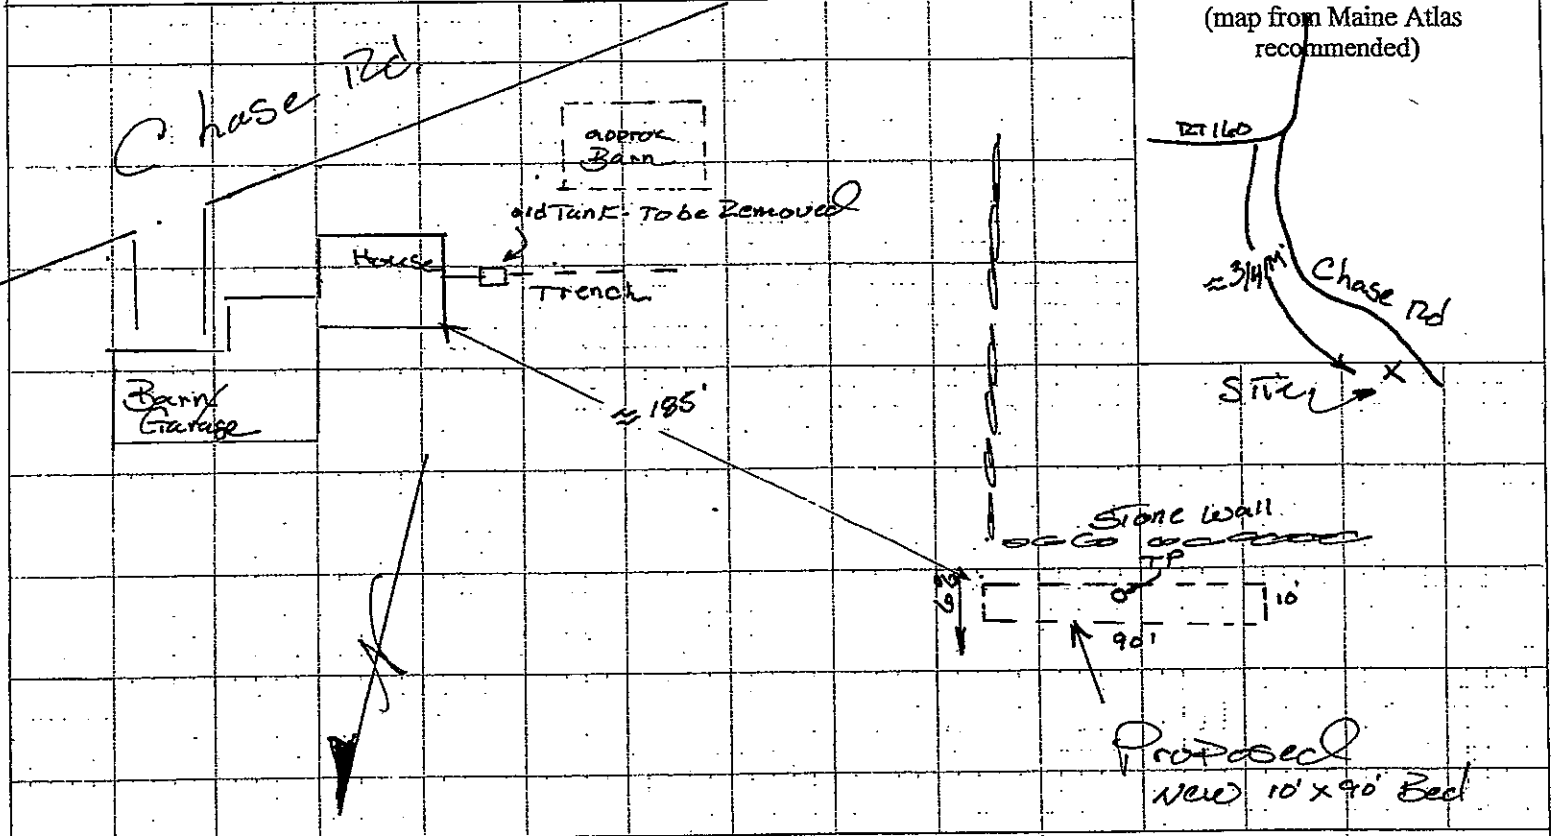 (map from Maine Atlas
recommended)
Chase Rd
approx
Barn
old Tank - To be Removed
House
Trench
Barn/
Garage
≈ 185'
RT 160
≈ 3/4 Mi
Chase Rd
Site
X
Stone Wall
TP
10'
90'
Proposed
New 10' x 90' Bed